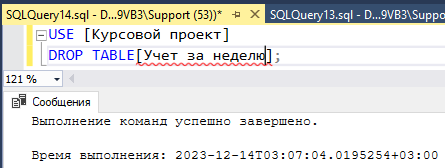 SQLQuery14.sql - D...9VB3\Support (53))*
SQLQuery13.sql - D...9VB3\Support
USE [Курсовой проект]
DROP TABLE[Учет за неделю];
121 %
Сообщения
Выполнение команд успешно завершено.
Время выполнения: 2023-12-14T03:07:04.0195254+03:00